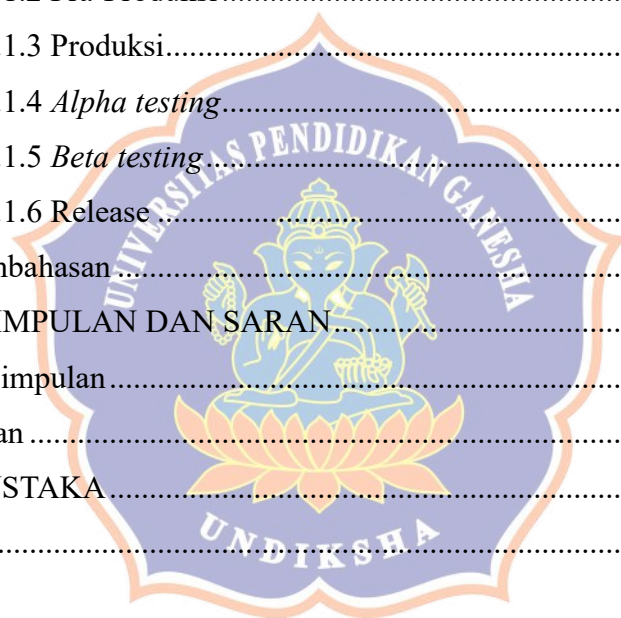 1.3 Produksi
1.4 Alpha testing
1.5 Beta testing
1.6 Release
mbahasan
IMPULAN DAN SARAN
impulan
an
STAKA
UNIVERSITAS PENDIDIKAN GANESHA
UNDIKSHA